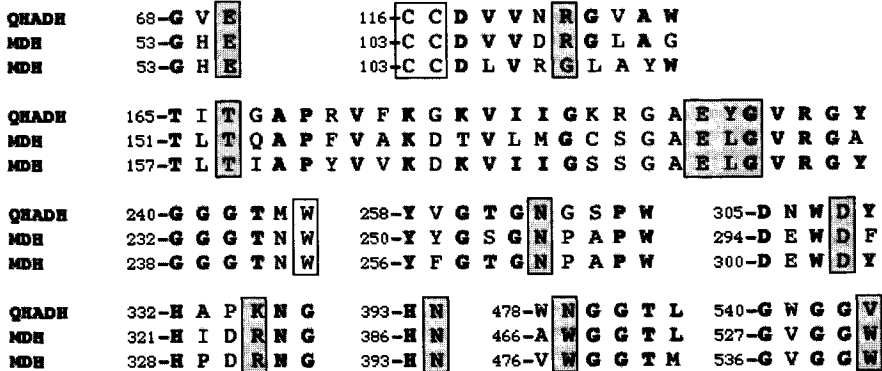 QHADH 68-G V E 116-C C D V V N R G V A W
MDH 53-G H E 103-C C D V V D R G L A G
MDH 53-G H E 103-C C D L V R G L A Y W
QHADH 165-T I T G A P R V F K G K V I I G K R G A E Y G V R G Y
MDH 151-T L T Q A P F V A K D T V L M G C S G A E L G V R G A
MDH 157-T L T I A P Y V V K D K V I I G S S G A E L G V R G Y
QHADH 240-G G G T M W 258-Y V G T G N G S P W 305-D N W D Y
MDH 232-G G G T N W 250-Y Y G S G N P A P W 294-D E W D F
MDH 238-G G G T N W 256-Y F G T G N P A P W 300-D E W D Y
QHADH 332-H A P K N G 393-H N 478-W N G G T L 540-G W G G V
MDH 321-H I D R N G 386-H N 466-A W G G T L 527-G V G G W
MDH 328-H P D R N G 393-H N 476-V W G G T M 536-G V G G W